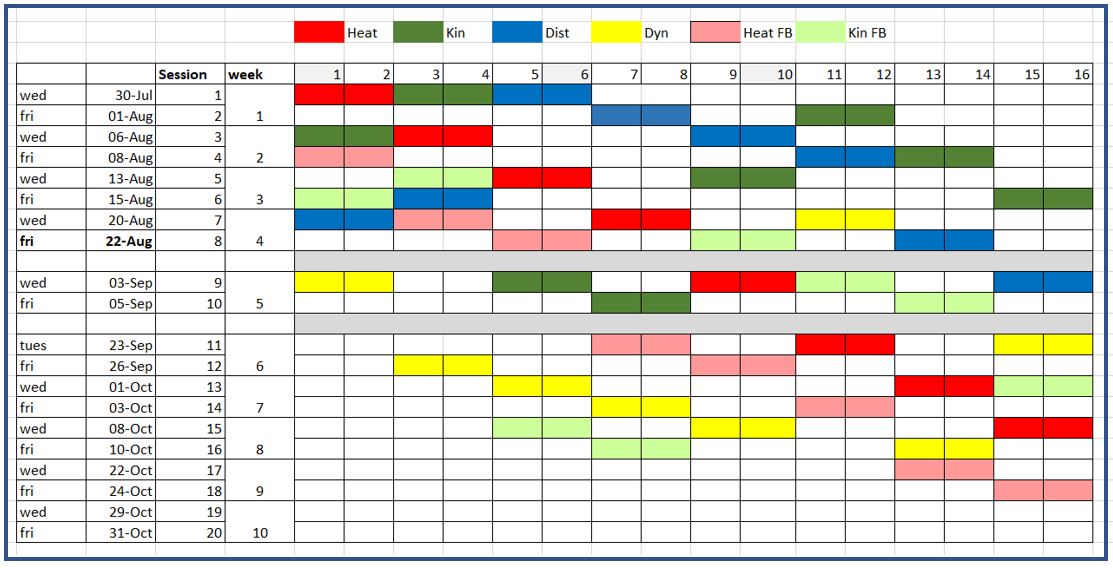 Heat Kin Dist Dyn Heat FB Kin FB
Session week 1 2 3 4 5 6 7 8 9 10 11 12 13 14 15 16
wed 30-Jul 1
fri 01-Aug 2 1
wed 06-Aug 3
fri 08-Aug 4 2
wed 13-Aug 5
fri 15-Aug 6 3
wed 20-Aug 7
fri 22-Aug 8 4
wed 03-Sep 9
fri 05-Sep 10 5
tues 23-Sep 11
fri 26-Sep 12 6
wed 01-Oct 13
fri 03-Oct 14 7
wed 08-Oct 15
fri 10-Oct 16 8
wed 22-Oct 17
fri 24-Oct 18 9
wed 29-Oct 19
fri 31-Oct 20 10